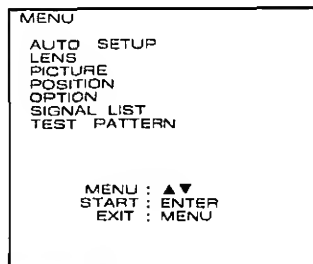 MENU
AUTO SETUP
LENS
PICTURE
POSITION
OPTION
SIGNAL LIST
TEST PATTERN
MENU : ▲▼
START : ENTER
EXIT : MENU